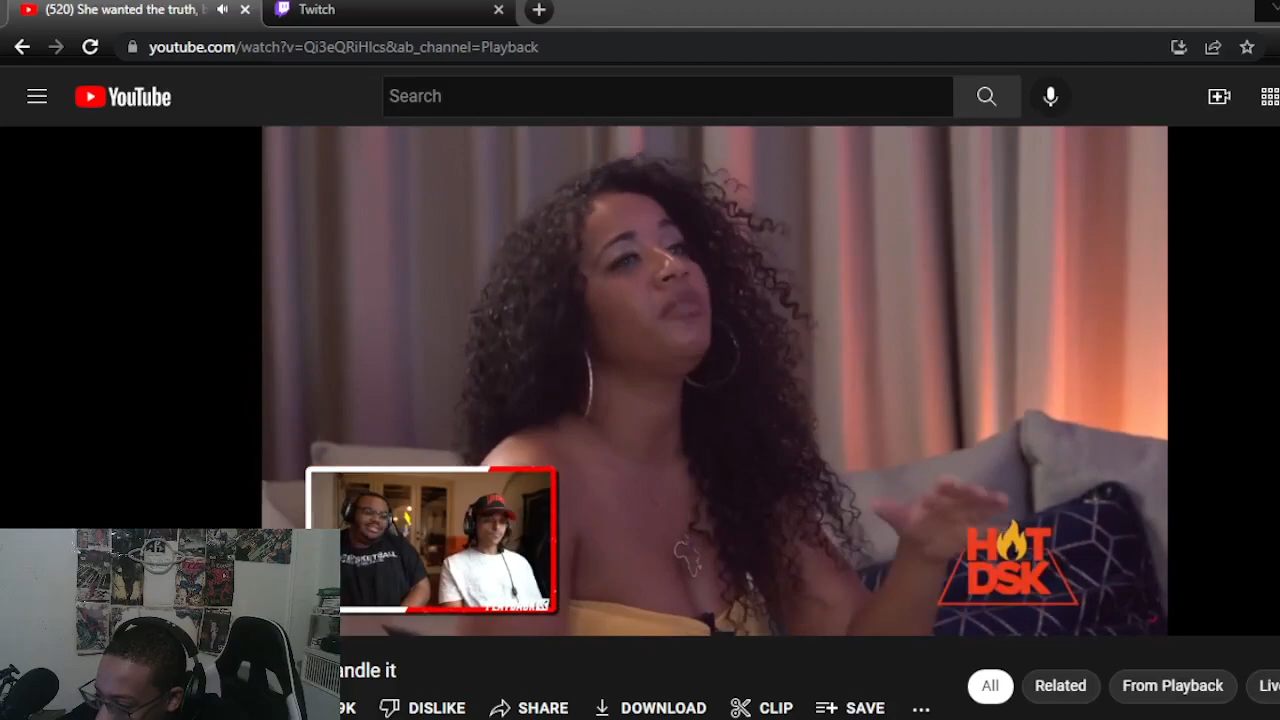 (520) She wanted the truth,
Twitch
youtube.com/watch?v=Qi3eQRiHlcs&ab_channel=Playback
YouTube
Search
HOT
DSK
andle it
9K
DISLIKE
SHARE
DOWNLOAD
CLIP
SAVE
...
All
Related
From Playback